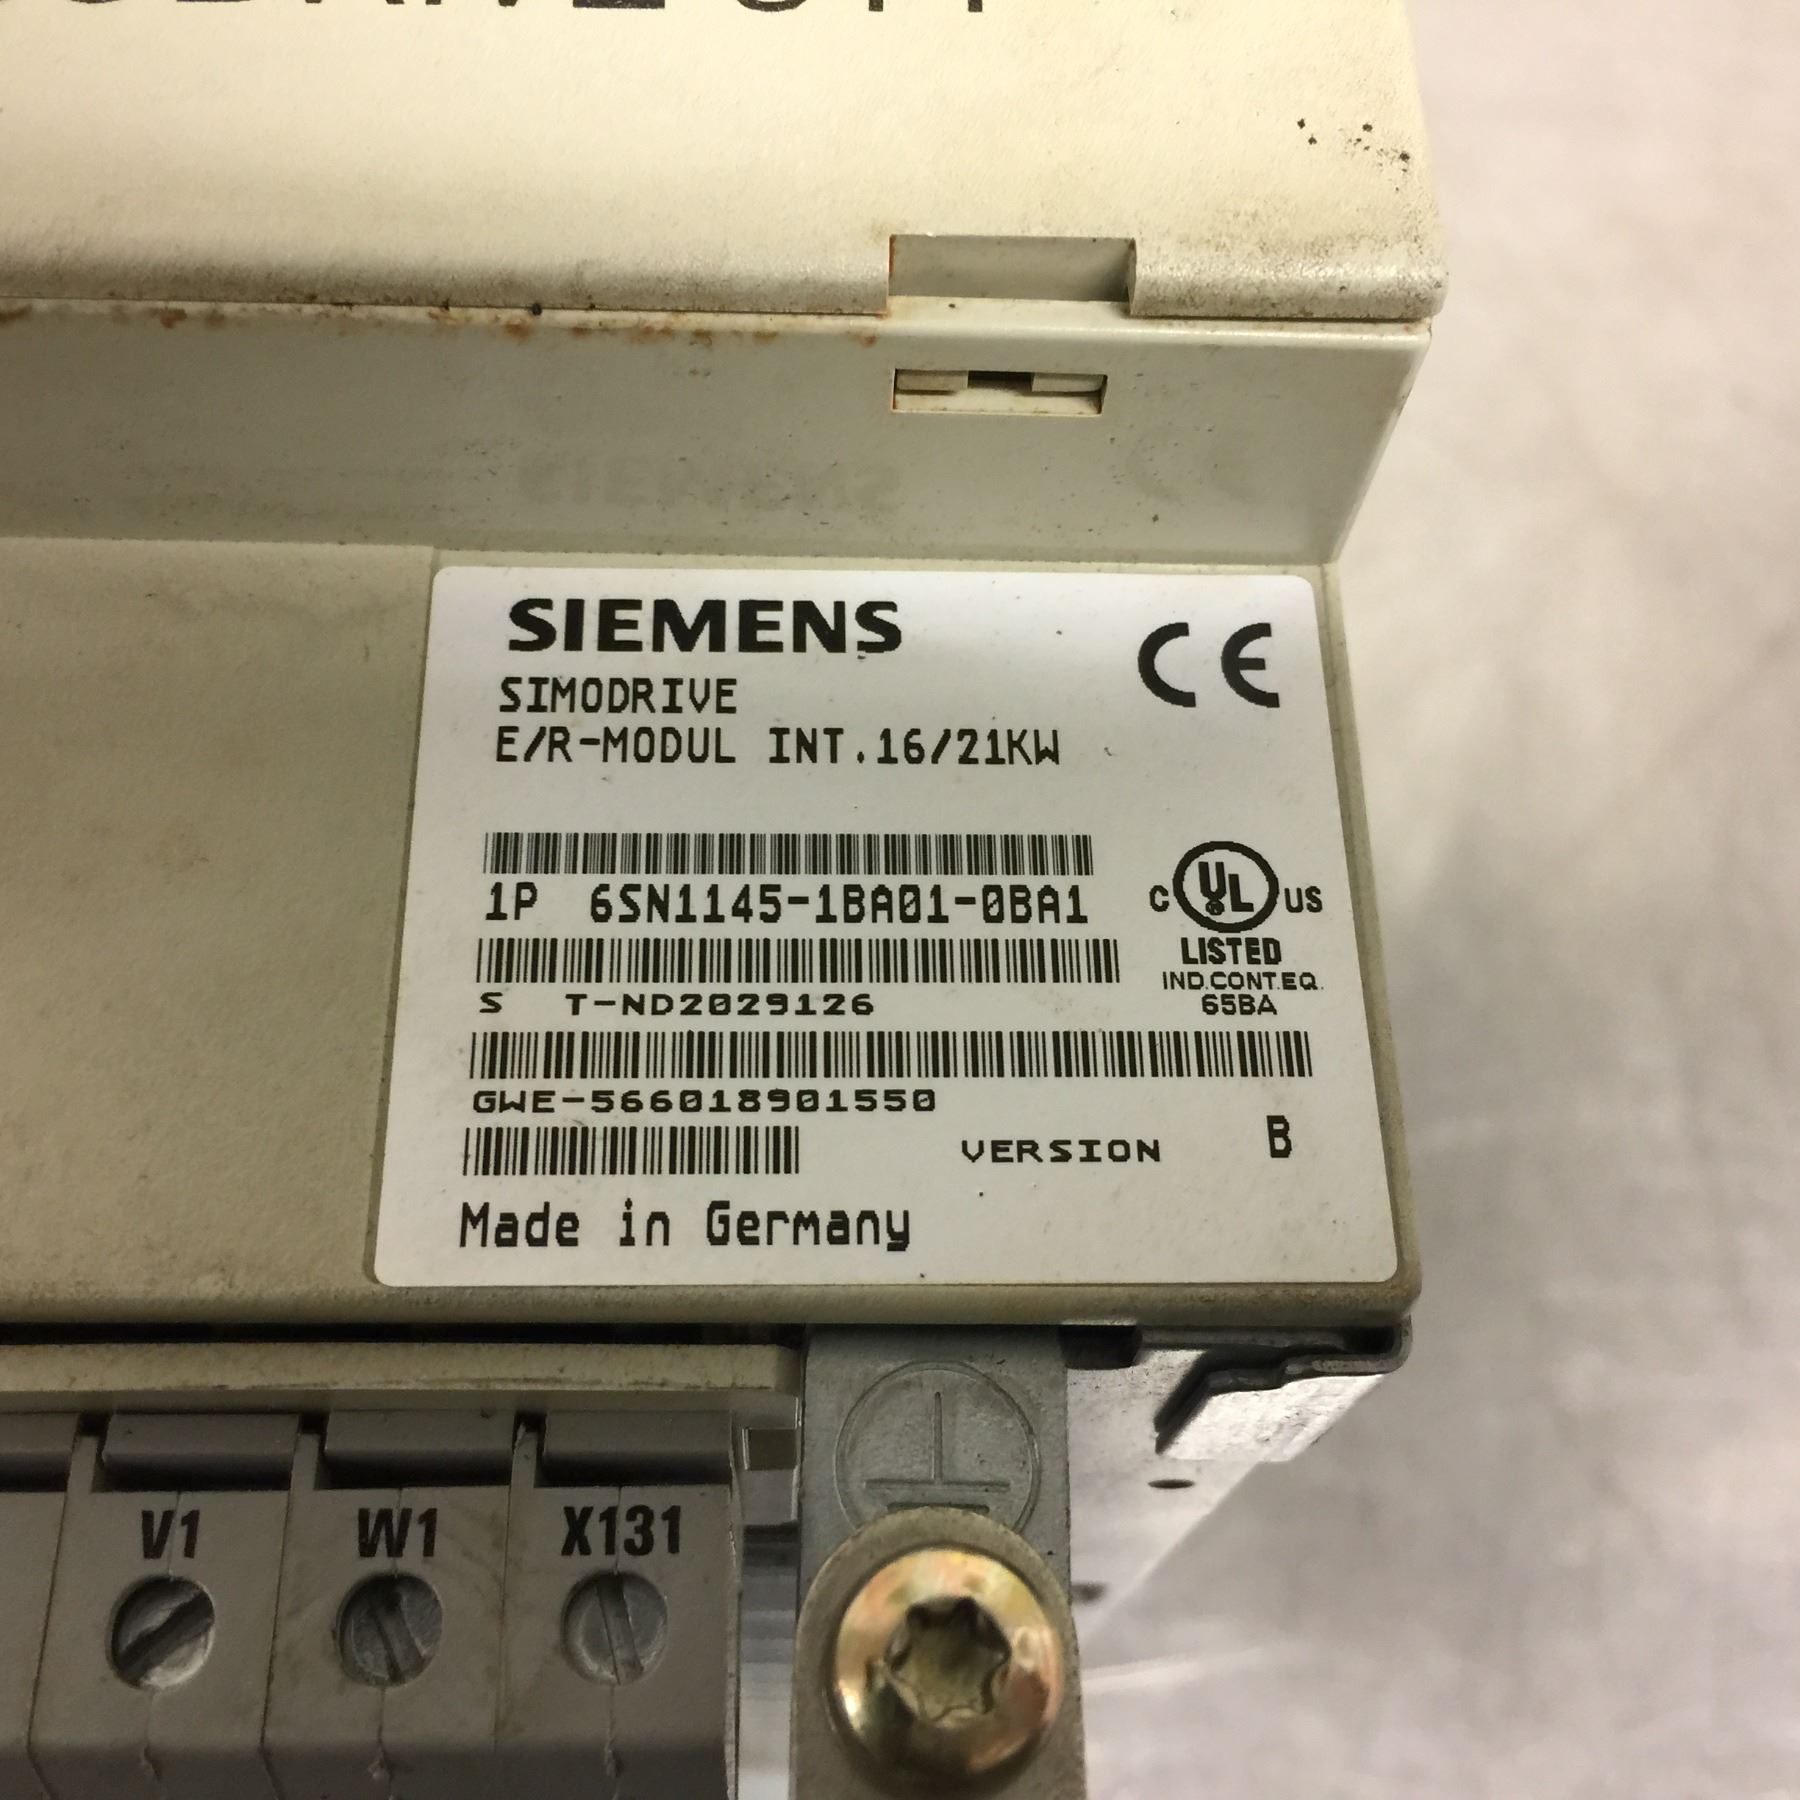 SIEMENS
CE
SIMODRIVE
E/R-MODUL INT.16/21KW
1P 6SN1145-1BA01-0BA1
C UL US
LISTED
IND.CONT.EQ.
65BA
S T-ND2029126
GWE-566018901550
VERSION B
Made in Germany
V1 W1 X131